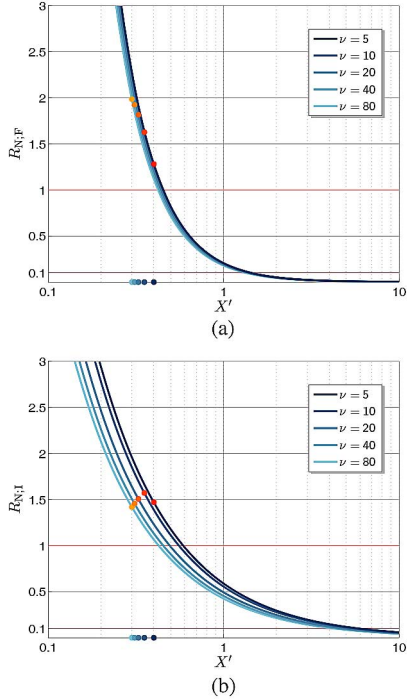 3
2.5
2
1.5
1
0.5
0.1
R_{N;F}
ν = 5
ν = 10
ν = 20
ν = 40
ν = 80
0.1
1
10
X′
(a)
3
2.5
2
1.5
1
0.5
0.1
R_{N;I}
ν = 5
ν = 10
ν = 20
ν = 40
ν = 80
0.1
1
10
X′
(b)